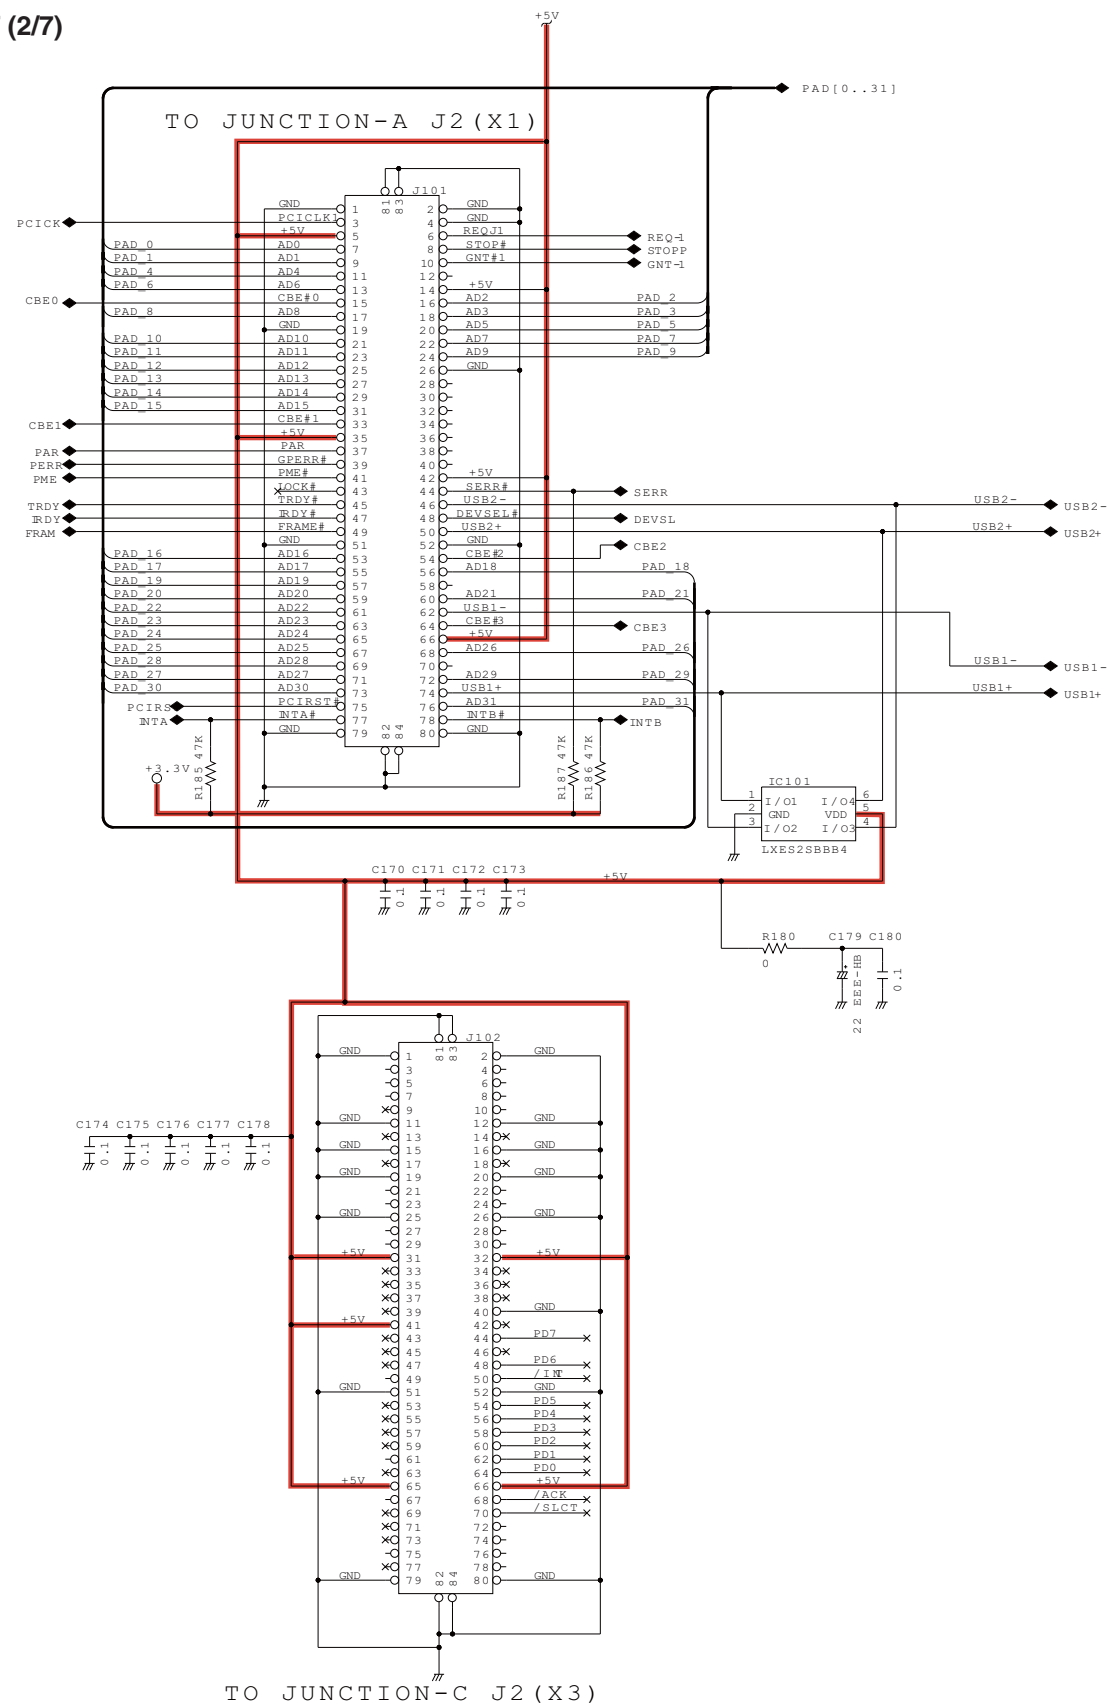 (2/7)
+5V
PAD[0..31]
TO JUNCTION-A J2(X1)
J101
81 83
GND 1 2 GND
PCICK PCICLK1 3 4 GND
+5V 5 6 REQJ1 REQ-1
PAD_0 AD0 7 8 STOP# STOPP
PAD_1 AD1 9 10 GNT#1 GNT-1
PAD_4 AD4 11 12
PAD_6 AD6 13 14 +5V
CBE0 CBE#0 15 16 AD2 PAD_2
PAD_8 AD8 17 18 AD3 PAD_3
GND 19 20 AD5 PAD_5
PAD_10 AD10 21 22 AD7 PAD_7
PAD_11 AD11 23 24 AD9 PAD_9
PAD_12 AD12 25 26 GND
PAD_13 AD13 27 28
PAD_14 AD14 29 30
PAD_15 AD15 31 32
CBE1 CBE#1 33 34
+5V 35 36
PAR PAR 37 38
PERR GPERR# 39 40
PME PME# 41 42 +5V
LOCK# 43 44 SERR# SERR
TRDY TRDY# 45 46 USB2- USB2- USB2-
IRDY IRDY# 47 48 DEVSEL# DEVSL
FRAM FRAME# 49 50 USB2+ USB2+ USB2+
GND 51 52 GND
PAD_16 AD16 53 54 CBE#2 CBE2
PAD_17 AD17 55 56 AD18 PAD_18
PAD_19 AD19 57 58
PAD_20 AD20 59 60 AD21 PAD_21
PAD_22 AD22 61 62 USB1- USB1- USB1-
PAD_23 AD23 63 64 CBE#3 CBE3
PAD_24 AD24 65 66 +5V
PAD_25 AD25 67 68 AD26 PAD_26
PAD_28 AD28 69 70
PAD_27 AD27 71 72 AD29 PAD_29
PAD_30 AD30 73 74 USB1+ USB1+ USB1+
PCIRS PCIRST# 75 76 AD31 PAD_31
INTA INTA# 77 78 INTB# INTB
GND 79 80 GND
82 84
+3.3V
R185 47K
R187 47K
R186 47K
IC101
1 I/O1 I/O4 6
2 GND VDD 5
3 I/O2 I/O3 4
LXES2SBBB4
C170 C171 C172 C173
0.1 0.1 0.1 0.1
+5V
R180 C179 C180
0
22 EEE-HB
0.1
J102
81 83
GND 1 2 GND
3 4
5 6
7 8
9 10
GND 11 12 GND
13 14
GND 15 16 GND
17 18
GND 19 20 GND
21 22
23 24
GND 25 26 GND
27 28
29 30
+5V 31 32 +5V
33 34
35 36
37 38
39 40 GND
+5V 41 42
43 44 PD7
45 46
47 48 PD6
49 50 /INT
GND 51 52 GND
53 54 PD5
55 56 PD4
57 58 PD3
59 60 PD2
61 62 PD1
63 64 PD0
+5V 65 66 +5V
67 68 /ACK
69 70 /SLCT
71 72
73 74
75 76
77 78
GND 79 80 GND
82 84
C174 C175 C176 C177 C178
0.1 0.1 0.1 0.1 0.1
TO JUNCTION-C J2(X3)